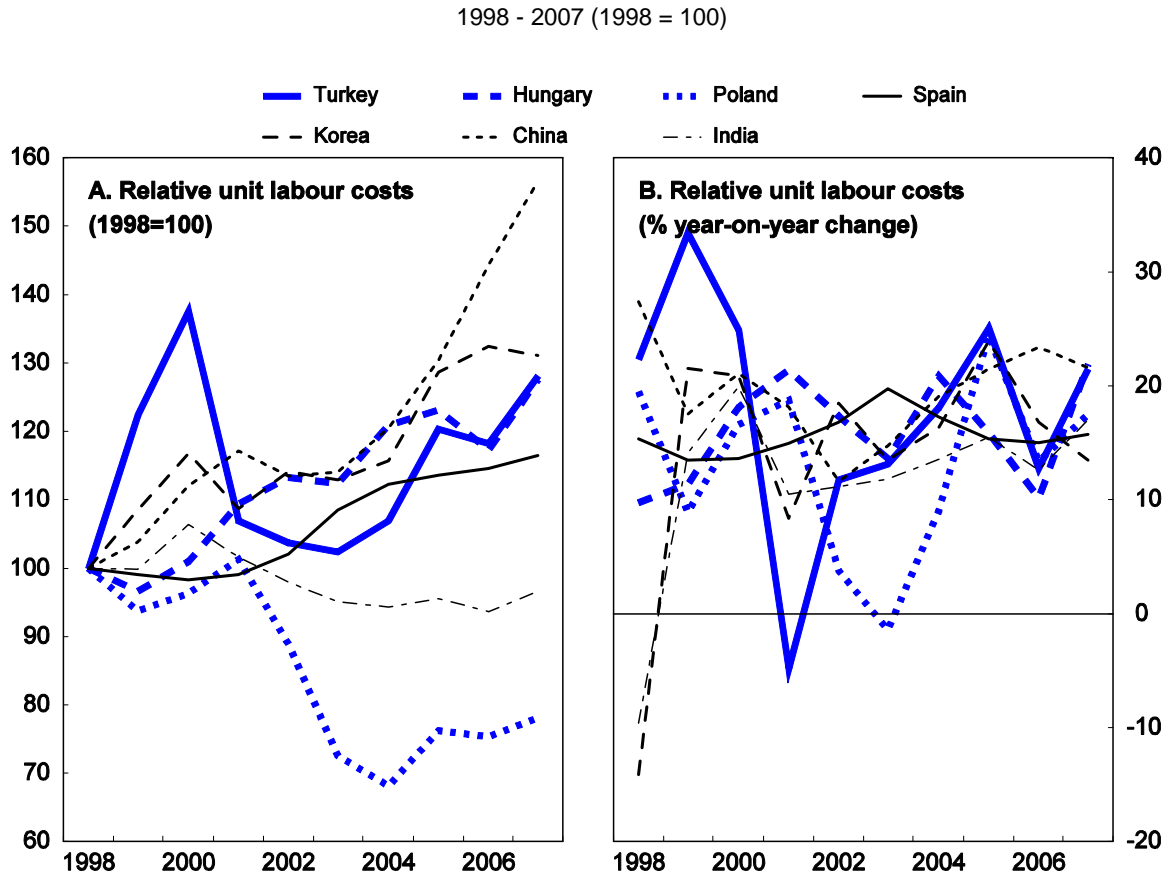 1998 - 2007 (1998 = 100)
Turkey Hungary Poland Spain
Korea China India
A. Relative unit labour costs
(1998=100)
160
150
140
130
120
110
100
90
80
70
60
1998 2000 2002 2004 2006
B. Relative unit labour costs
(% year-on-year change)
40
30
20
10
0
-10
-20
1998 2000 2002 2004 2006